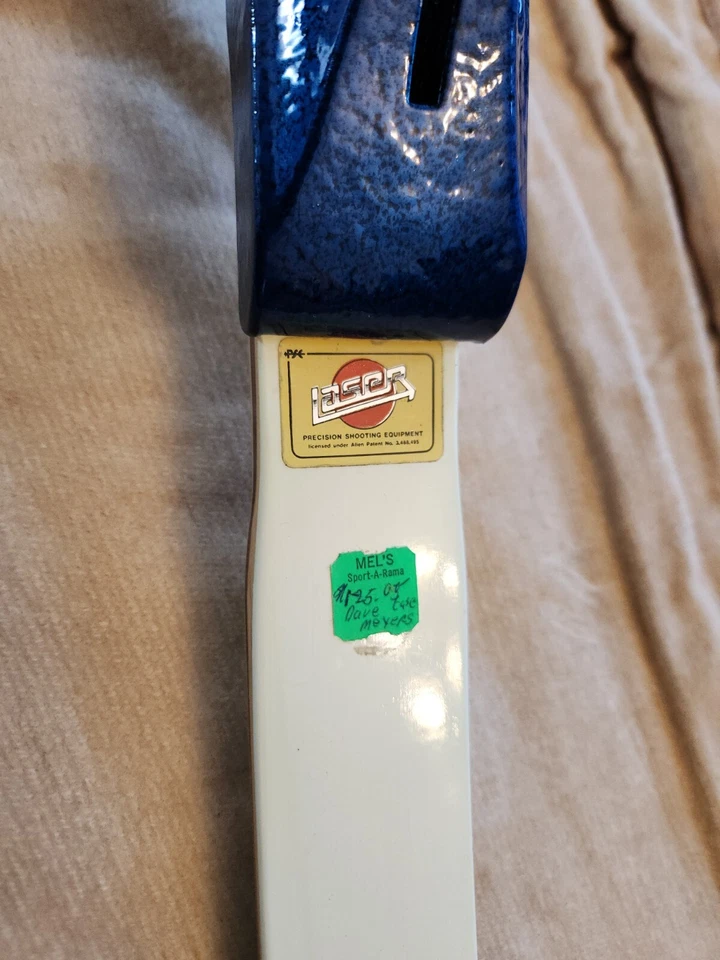 PSE
Laser
PRECISION SHOOTING EQUIPMENT
licensed under Allen Patent No. 3,486,495
MEL'S
Sport-A-Rama
Dave
Meyers